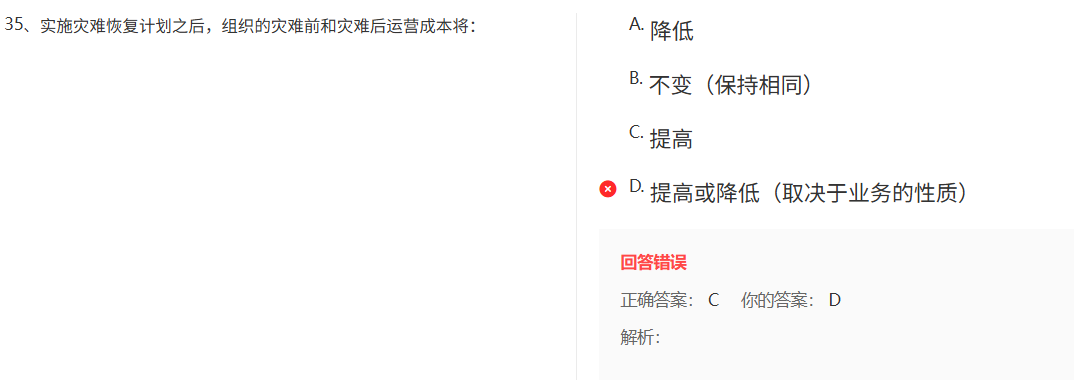 35、实施灾难恢复计划之后，组织的灾难前和灾难后运营成本将：
A. 降低
B. 不变（保持相同）
C. 提高
D. 提高或降低（取决于业务的性质）
回答错误
正确答案： C 你的答案： D
解析：